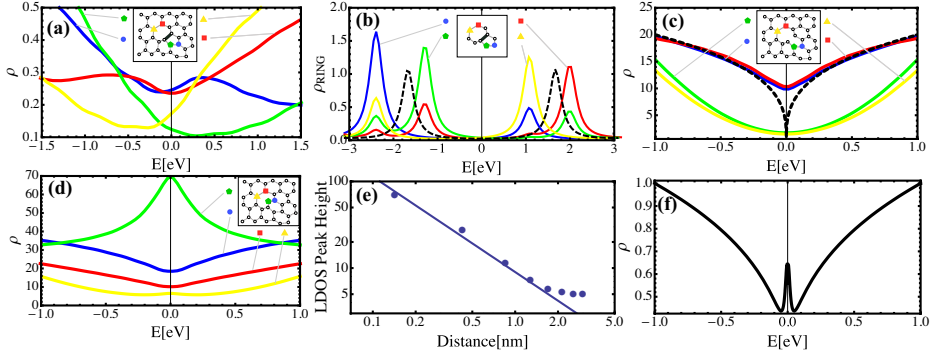 (a)
ρ
0.5
0.4
0.3
0.2
0.1
−1.5 −1.0 −0.5 0.0 0.5 1.0 1.5
E[eV]
(b)
ρRING
2.0
1.5
1.0
0.5
0.0
−3 −2 −1 0 1 2 3
E[eV]
(c)
ρ
20
15
10
5
−1.0 −0.5 0.0 0.5 1.0
E[eV]
(d)
ρ
70
60
50
40
30
20
10
0
−1.0 −0.5 0.0 0.5 1.0
E[eV]
(e)
LDOS Peak Height
100
50
20
10
5
0.1 0.5 1.0 5.0
Distance[nm]
(f)
ρ
1.0
0.9
0.8
0.7
0.6
0.5
−1.0 −0.5 0.0 0.5 1.0
E[eV]